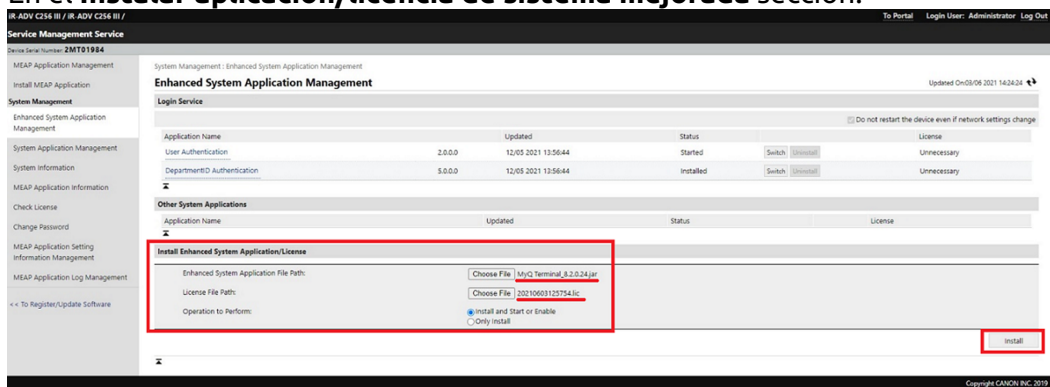 En el instalar aplicación/licencia de sistema mejorada sección:
iR-ADV C256 III / iR-ADV C256 III / To Portal Login User: Administrator Log Out
Service Management Service
Device Serial Number: 2MT01984
MEAP Application Management
Install MEAP Application
System Management
Enhanced System Application Management
System Application Management
System Information
MEAP Application Information
Check License
Change Password
MEAP Application Setting Information Management
MEAP Application Log Management
<< To Register/Update Software
System Management : Enhanced System Application Management
Enhanced System Application Management Updated On:03/06 2021 14:24:24
Login Service
Do not restart the device even if network settings change
Application Name Updated Status License
User Authentication 2.0.0.0 12/05 2021 13:56:44 Started Switch Uninstall Unnecessary
DepartmentID Authentication 5.0.0.0 12/05 2021 13:56:44 Installed Switch Uninstall Unnecessary
Other System Applications
Application Name Updated Status License
Install Enhanced System Application/License
Enhanced System Application File Path: Choose File MyQ Terminal_8.2.0.24.jar
License File Path: Choose File 20210603125754.lic
Operation to Perform: Install and Start or Enable
Only Install
Install
Copyright CANON INC. 2019